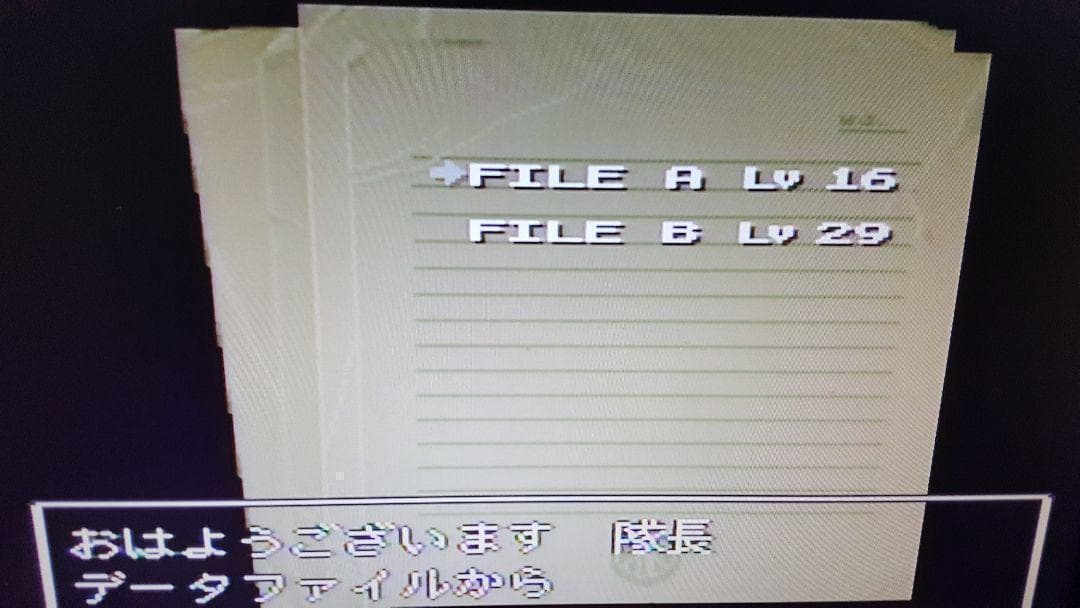 FILE A Lv 16
FILE B Lv 29
おはようございます 隊長
データファイルから